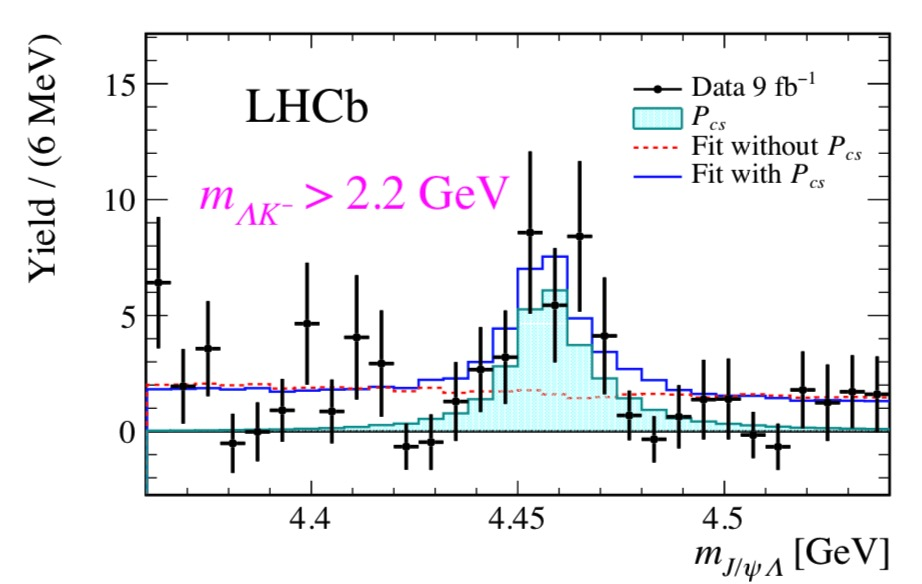 Yield / (6 MeV)
15
10
5
0
LHCb
m_ΛK⁻ > 2.2 GeV
Data 9 fb⁻¹
P_cs
Fit without P_cs
Fit with P_cs
4.4
4.45
4.5
m_J/ψΛ [GeV]